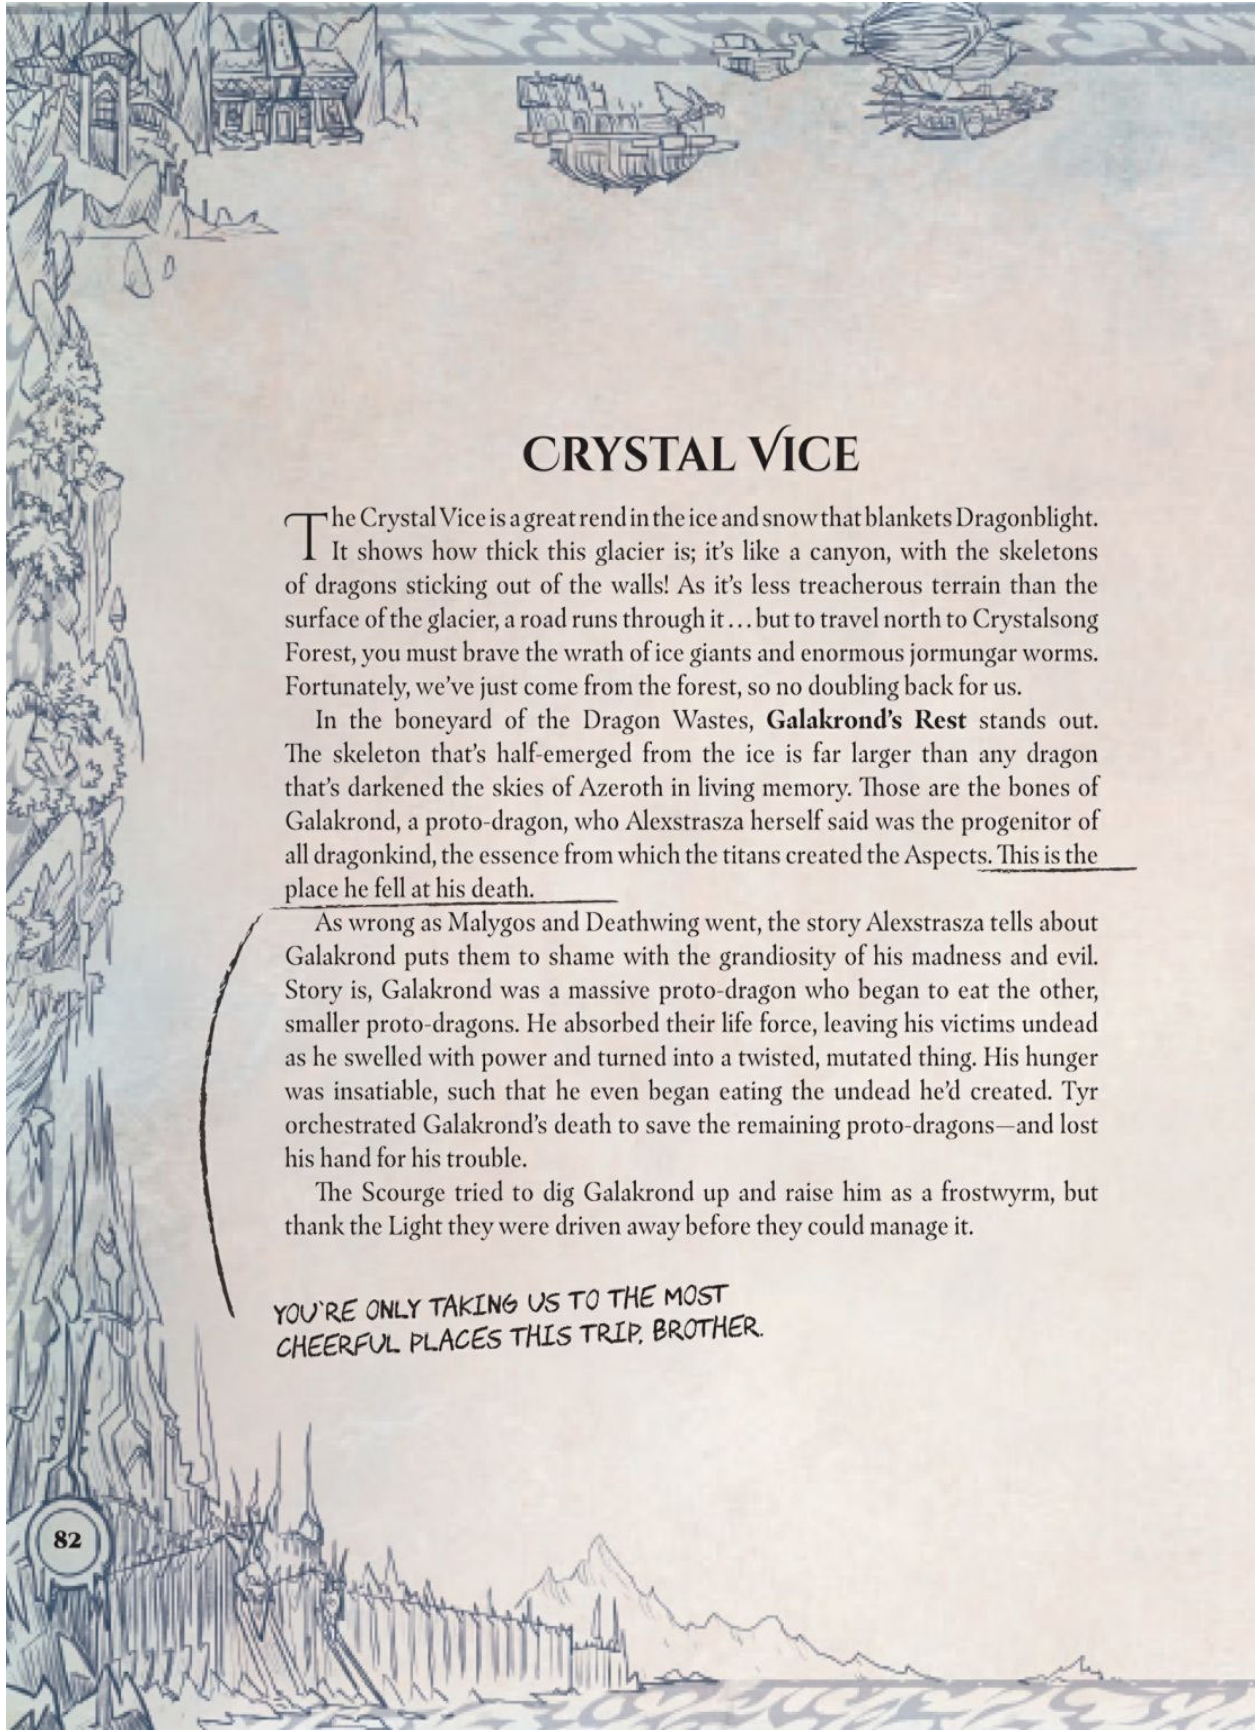 CRYSTAL VICE
The Crystal Vice is a great rend in the ice and snow that blankets Dragonblight.
It shows how thick this glacier is; it's like a canyon, with the skeletons
of dragons sticking out of the walls! As it's less treacherous terrain than the
surface of the glacier, a road runs through it . . . but to travel north to Crystalsong
Forest, you must brave the wrath of ice giants and enormous jormungar worms.
Fortunately, we've just come from the forest, so no doubling back for us.
In the boneyard of the Dragon Wastes, Galakrond's Rest stands out.
The skeleton that's half-emerged from the ice is far larger than any dragon
that's darkened the skies of Azeroth in living memory. Those are the bones of
Galakrond, a proto-dragon, who Alexstrasza herself said was the progenitor of
all dragonkind, the essence from which the titans created the Aspects. This is the
place he fell at his death.
As wrong as Malygos and Deathwing went, the story Alexstrasza tells about
Galakrond puts them to shame with the grandiosity of his madness and evil.
Story is, Galakrond was a massive proto-dragon who began to eat the other,
smaller proto-dragons. He absorbed their life force, leaving his victims undead
as he swelled with power and turned into a twisted, mutated thing. His hunger
was insatiable, such that he even began eating the undead he'd created. Tyr
orchestrated Galakrond's death to save the remaining proto-dragons—and lost
his hand for his trouble.
The Scourge tried to dig Galakrond up and raise him as a frostwyrm, but
thank the Light they were driven away before they could manage it.
YOU'RE ONLY TAKING US TO THE MOST
CHEERFUL PLACES THIS TRIP, BROTHER.
82